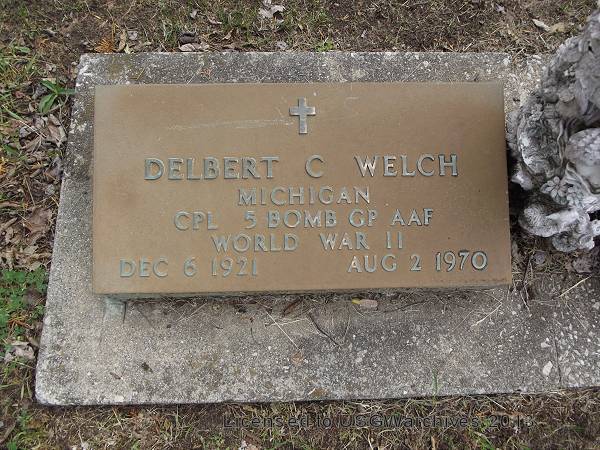 DELBERT C WELCH
MICHIGAN
CPL 5 BOMB GP AAF
WORLD WAR II
DEC 6 1921 AUG 2 1970
Licensed to USGWarchives 2013